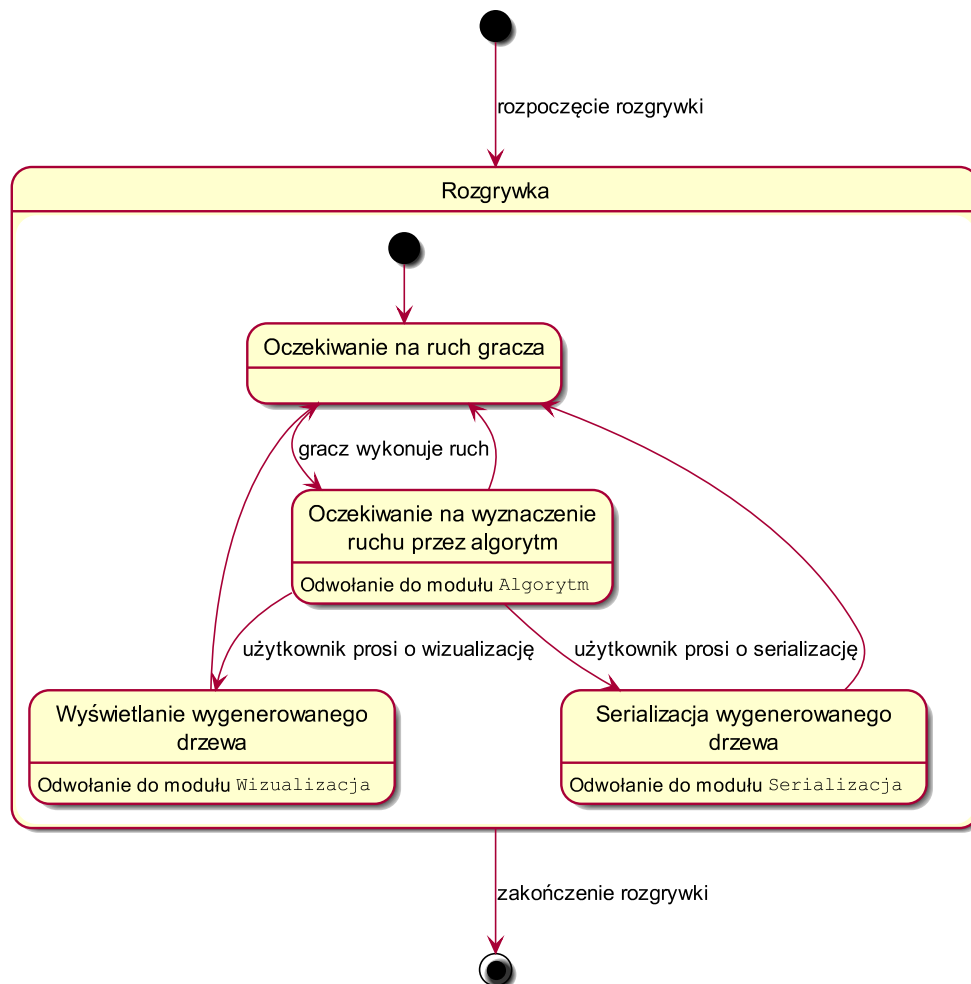 rozpoczęcie rozgrywki
Rozgrywka
Oczekiwanie na ruch gracza
gracz wykonuje ruch
Oczekiwanie na wyznaczenie
ruchu przez algorytm
Odwołanie do modułu Algorytm
użytkownik prosi o wizualizację
użytkownik prosi o serializację
Wyświetlanie wygenerowanego
drzewa
Odwołanie do modułu Wizualizacja
Serializacja wygenerowanego
drzewa
Odwołanie do modułu Serializacja
zakończenie rozgrywki